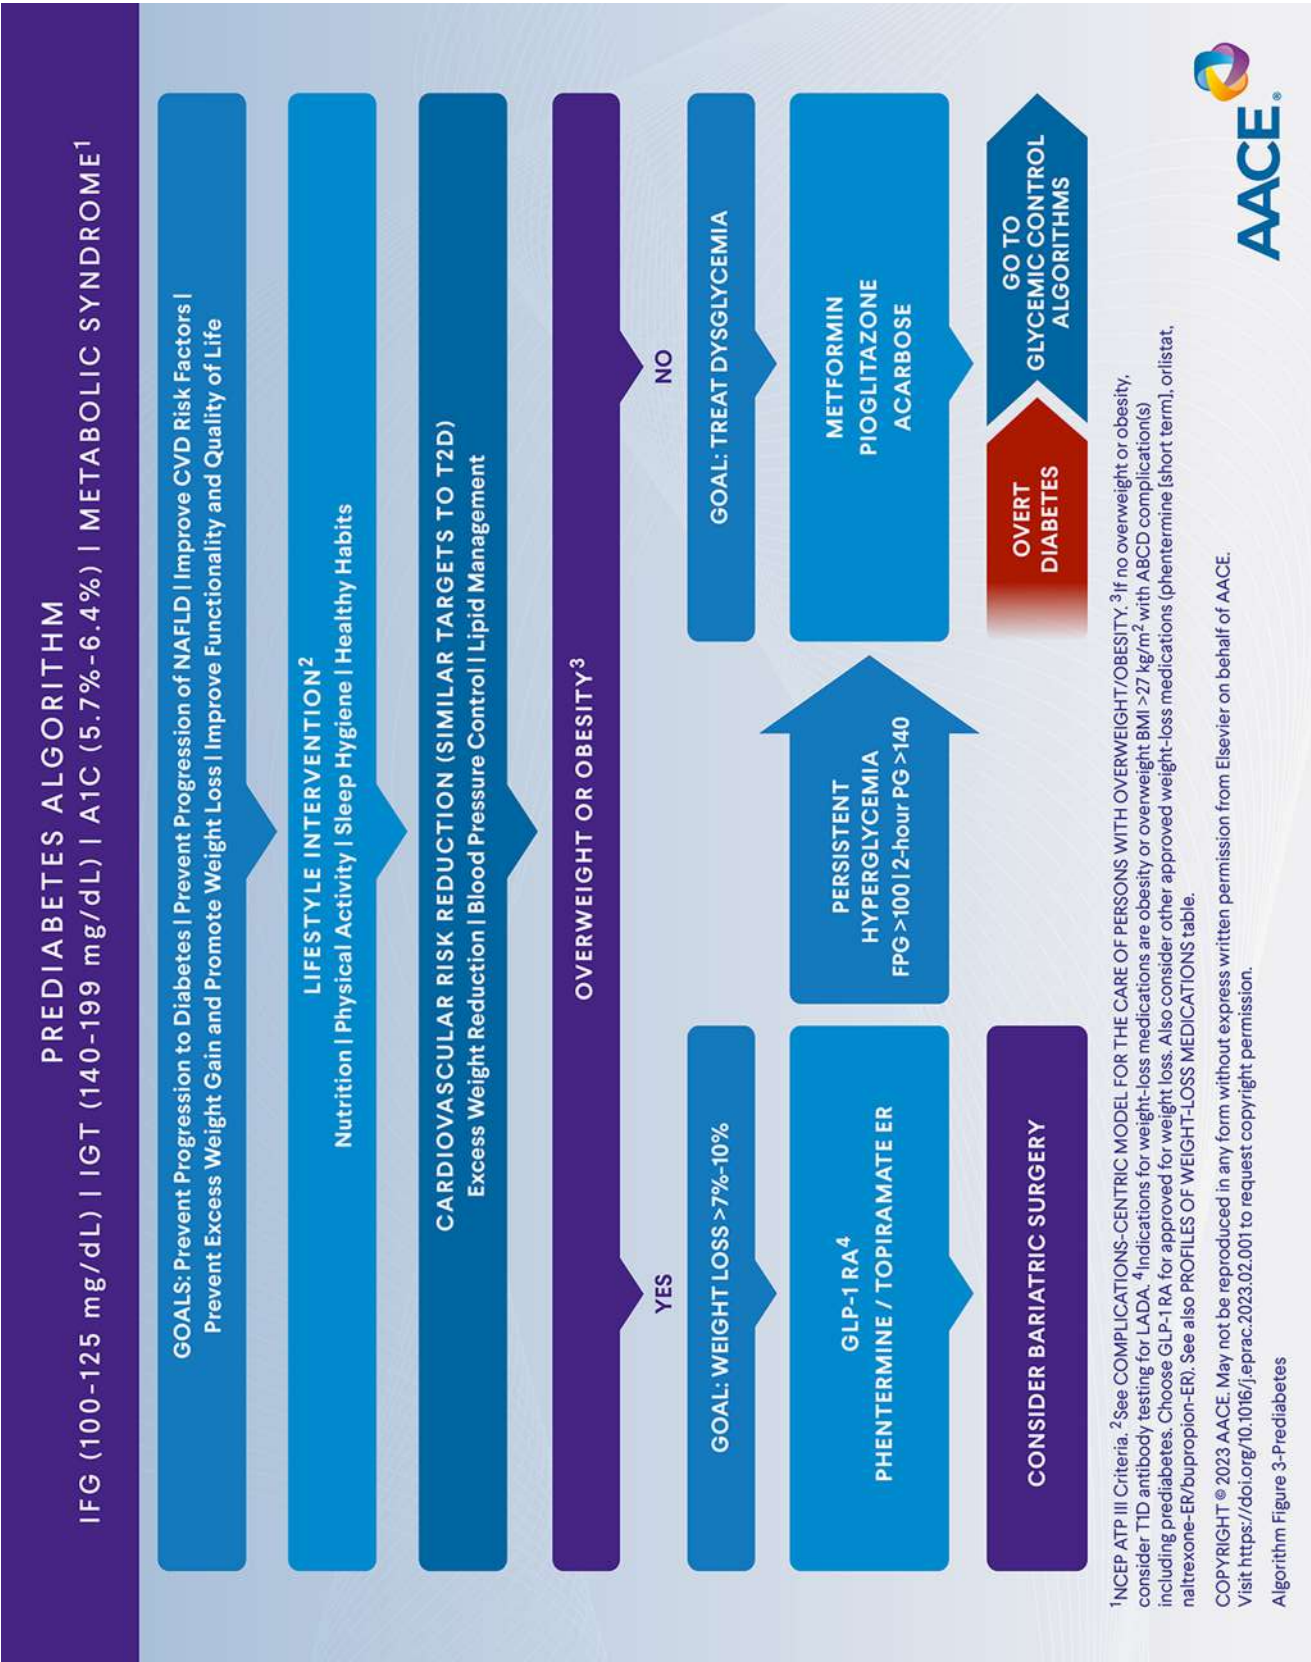 PREDIABETES ALGORITHM
IFG (100-125 mg/dL) | IGT (140-199 mg/dL) | A1C (5.7%-6.4%) | METABOLIC SYNDROME¹
GOALS: Prevent Progression to Diabetes | Prevent Progression of NAFLD | Improve CVD Risk Factors |
Prevent Excess Weight Gain and Promote Weight Loss | Improve Functionality and Quality of Life
LIFESTYLE INTERVENTION²
Nutrition | Physical Activity | Sleep Hygiene | Healthy Habits
CARDIOVASCULAR RISK REDUCTION (SIMILAR TARGETS TO T2D)
Excess Weight Reduction | Blood Pressure Control | Lipid Management
OVERWEIGHT OR OBESITY³
YES
GOAL: WEIGHT LOSS >7%-10%
GLP-1 RA⁴
PHENTERMINE / TOPIRAMATE ER
CONSIDER BARIATRIC SURGERY
PERSISTENT
HYPERGLYCEMIA
FPG >100 | 2-hour PG >140
NO
GOAL: TREAT DYSGLYCEMIA
METFORMIN
PIOGLITAZONE
ACARBOSE
OVERT
DIABETES
GO TO
GLYCEMIC CONTROL
ALGORITHMS
¹NCEP ATP III Criteria. ²See COMPLICATIONS-CENTRIC MODEL FOR THE CARE OF PERSONS WITH OVERWEIGHT/OBESITY. ³If no overweight or obesity,
consider T1D antibody testing for LADA. ⁴Indications for weight-loss medications are obesity or overweight BMI >27 kg/m² with ABCD complication(s)
including prediabetes. Choose GLP-1 RA for approved for weight loss. Also consider other approved weight-loss medications (phentermine [short term], orlistat,
naltrexone-ER/bupropion-ER). See also PROFILES OF WEIGHT-LOSS MEDICATIONS table.
COPYRIGHT © 2023 AACE. May not be reproduced in any form without express written permission from Elsevier on behalf of AACE.
Visit https://doi.org/10.1016/j.eprac.2023.02.001 to request copyright permission.
Algorithm Figure 3-Prediabetes
AACE®